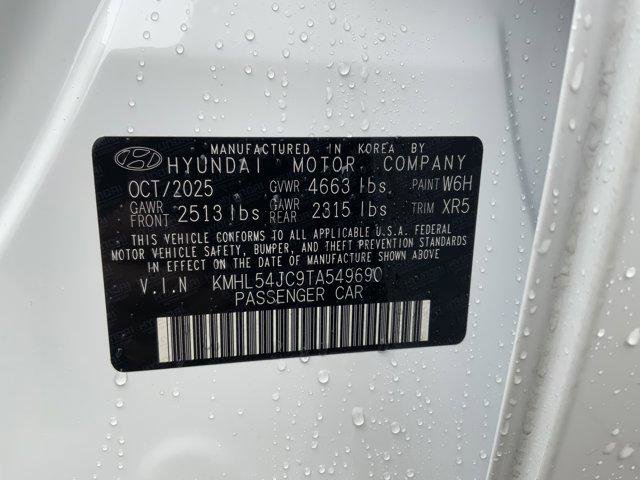 MANUFACTURED IN KOREA BY
HYUNDAI MOTOR COMPANY
OCT/2025 GVWR 4663 lbs. PAINT W6H
GAWR FRONT 2513 lbs GAWR REAR 2315 lbs TRIM XR5
THIS VEHICLE CONFORMS TO ALL APPLICABLE U.S.A. FEDERAL
MOTOR VEHICLE SAFETY, BUMPER, AND THEFT PREVENTION STANDARDS
IN EFFECT ON THE DATE OF MANUFACTURE SHOWN ABOVE
V.I.N KMHL54JC9TA549690
PASSENGER CAR